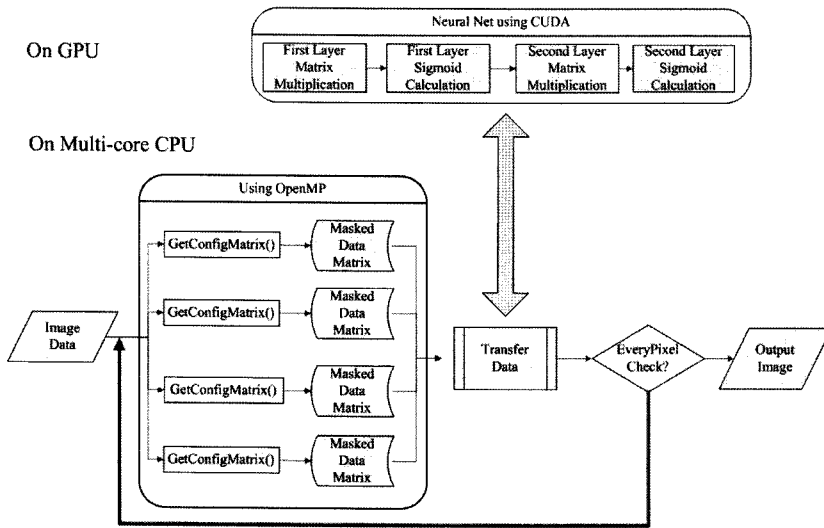 Neural Net using CUDA
On GPU
First Layer
Matrix
Multiplication
First Layer
Sigmoid
Calculation
Second Layer
Matrix
Multiplication
Second Layer
Sigmoid
Calculation
On Multi-core CPU
Using OpenMP
GetConfigMatrix()
Masked
Data
Matrix
GetConfigMatrix()
Masked
Data
Matrix
GetConfigMatrix()
Masked
Data
Matrix
GetConfigMatrix()
Masked
Data
Matrix
Image
Data
Transfer
Data
EveryPixel
Check?
Output
Image